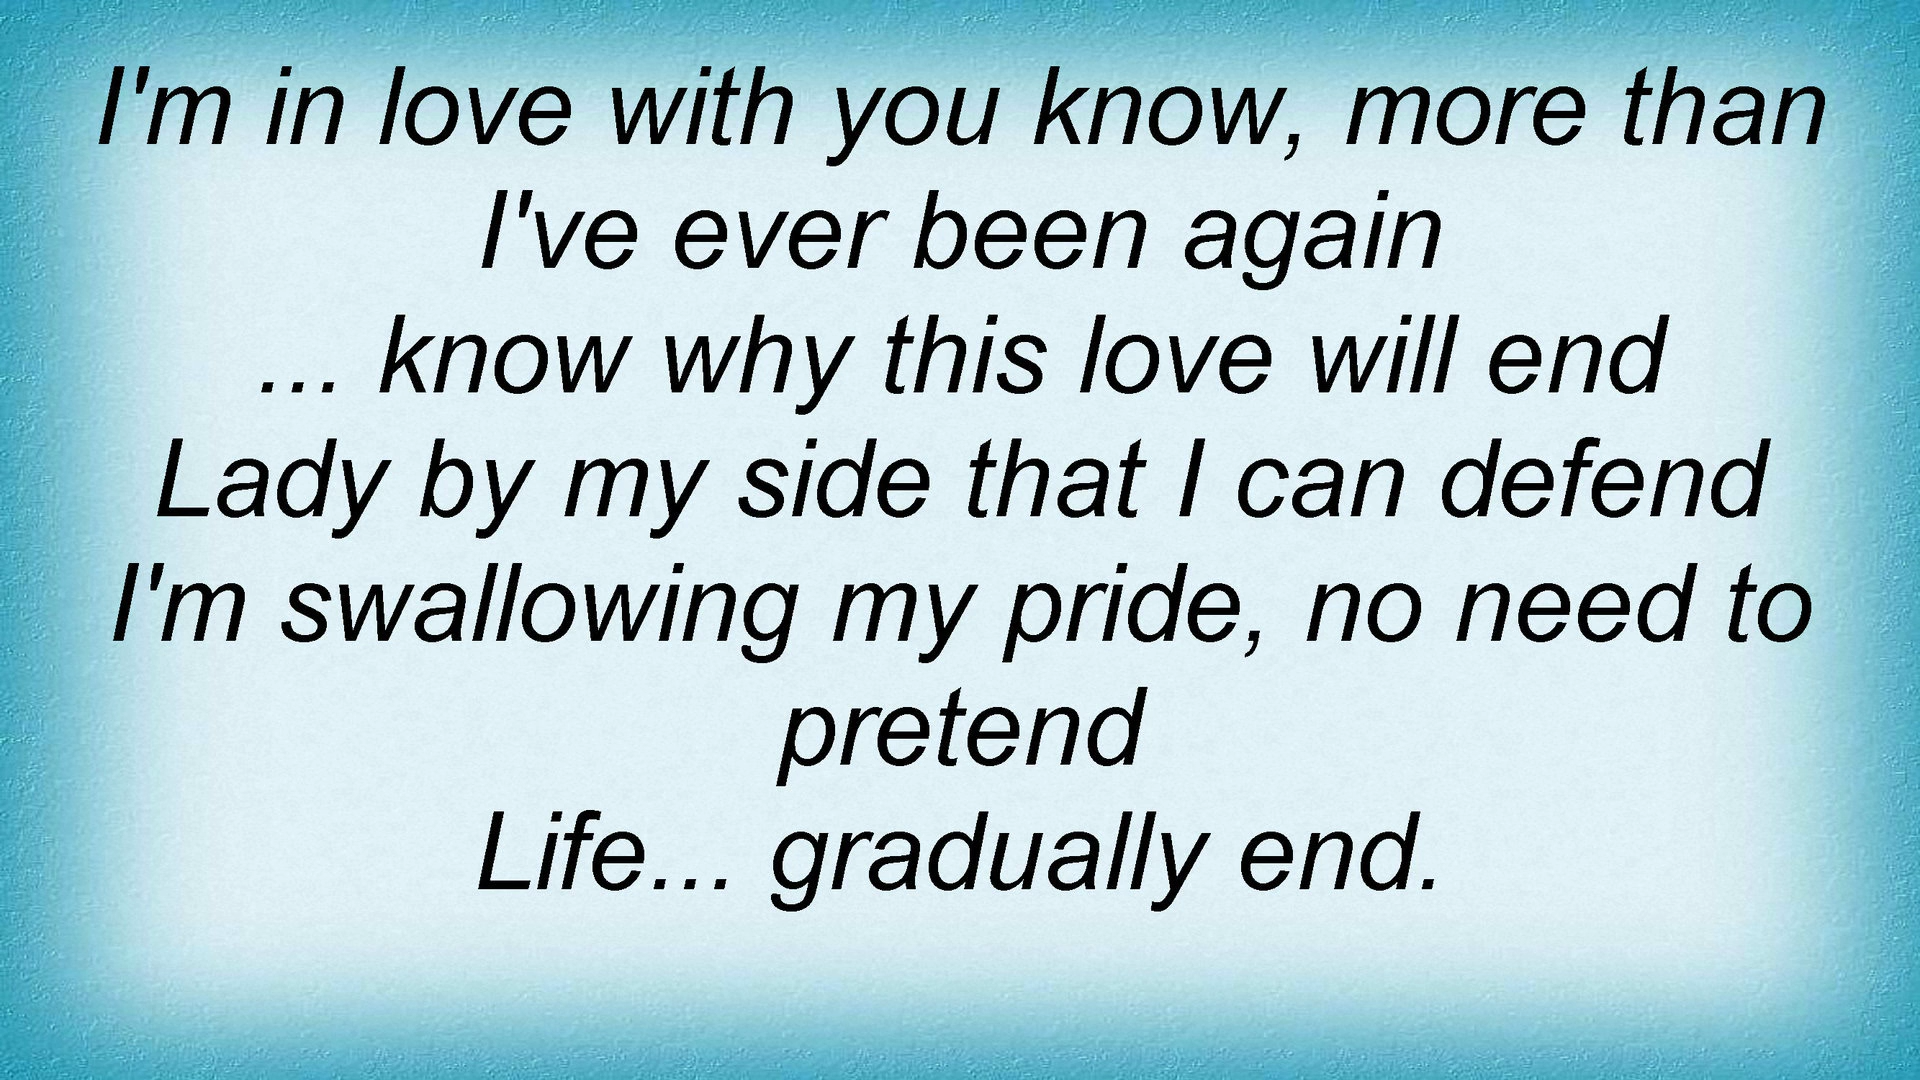 I'm in love with you know, more than
I've ever been again
... know why this love will end
Lady by my side that I can defend
I'm swallowing my pride, no need to
pretend
Life... gradually end.